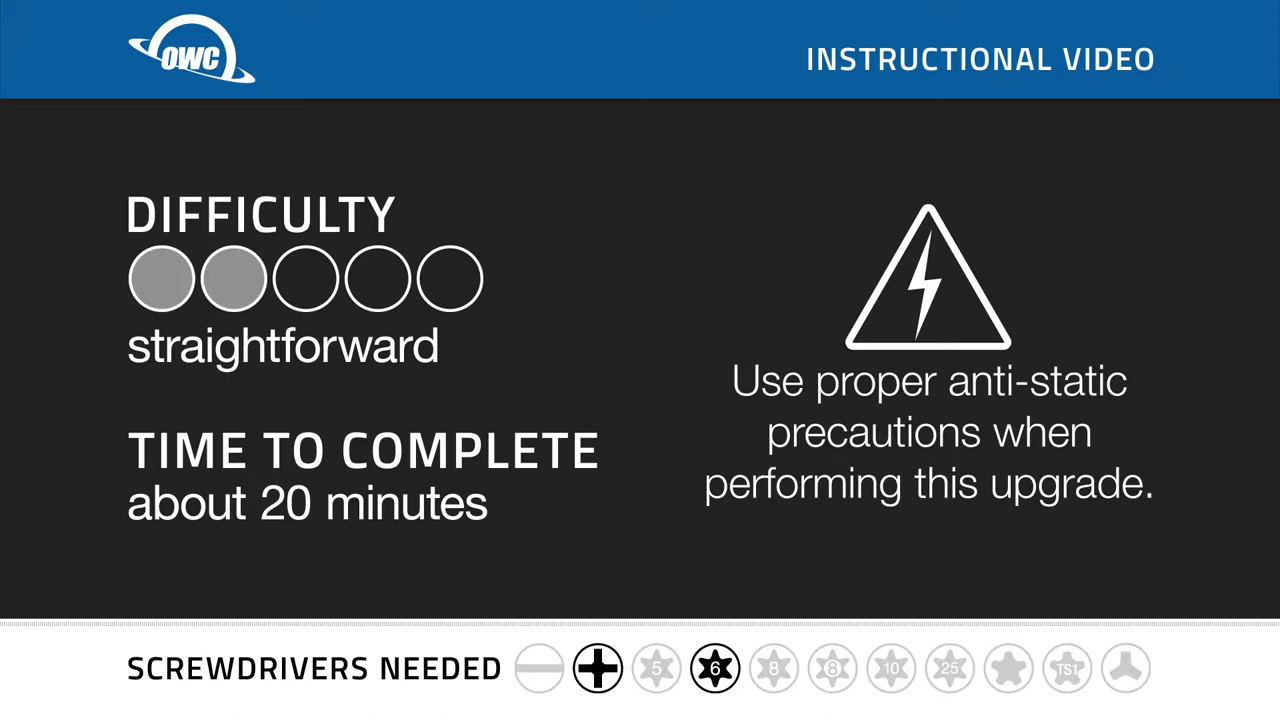 OWC
INSTRUCTIONAL VIDEO
DIFFICULTY
straightforward
TIME TO COMPLETE
about 20 minutes
Use proper anti-static
precautions when
performing this upgrade.
SCREWDRIVERS NEEDED 5 6 8 8 10 25 TS1